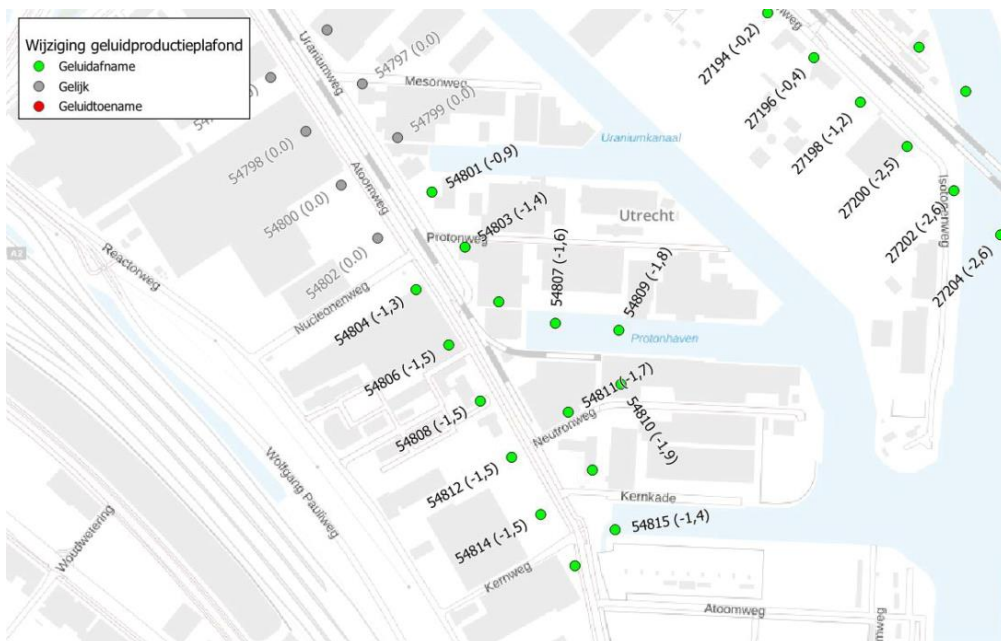 Wijziging geluidproductieplafond
Geluidafname
Gelijk
Geluidtoename
Uraniumweg
54797 (0.0)
Mesonweg
54799 (0.0)
54798 (0.0)
54800 (0.0)
54802 (0.0)
Atoomweg
54801 (-0,9)
Uraniumkanaal
27194 (-0,2)
27196 (-0,4)
27198 (-1,2)
27200 (-2,5)
27202 (-2,6)
27204 (-2,6)
Isotopenweg
Utrecht
Protonweg
54803 (-1,4)
54807 (-1,6)
54809 (-1,8)
Protonhaven
A2
Reactorweg
Nucleonenweg
54804 (-1,3)
54806 (-1,5)
54808 (-1,5)
54811 (-1,7)
54810 (-1,9)
Neutronweg
54812 (-1,5)
Kernkade
54814 (-1,5)
54815 (-1,4)
Wolfgang Pauliweg
Woudwetering
Kernweg
Atoomweg